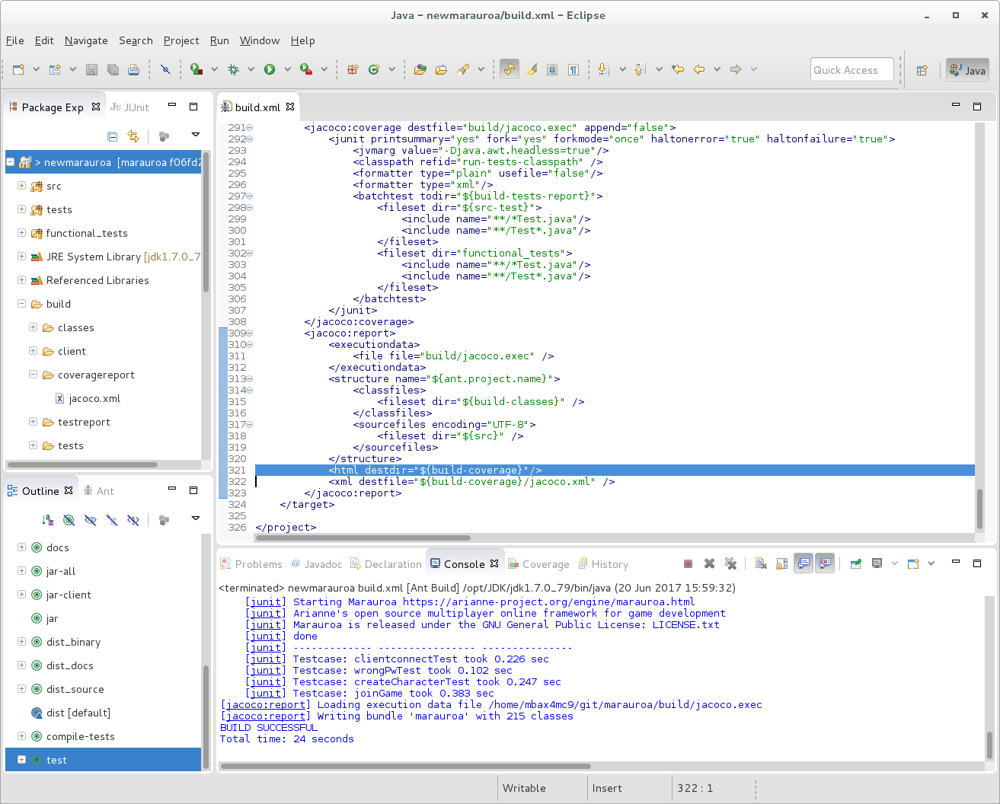 Java – newmarauroa/build.xml – Eclipse
File Edit Navigate Search Project Run Window Help
Quick Access
Java
Package Exp
JUnit
> newmarauroa [marauroa f06fd2
src
tests
functional_tests
JRE System Library [jdk1.7.0_7
Referenced Libraries
build
classes
client
coveragereport
jacoco.xml
testreport
tests
Outline
Ant
docs
jar-all
jar-client
jar
dist_binary
dist_docs
dist_source
dist [default]
compile-tests
test
build.xml
291 <jacoco:coverage destfile="build/jacoco.exec" append="false">
292 <junit printsummary="yes" fork="yes" forkmode="once" haltonerror="true" haltonfailure="true">
293 <jvmarg value="-Djava.awt.headless=true"/>
294 <classpath refid="run-tests-classpath" />
295 <formatter type="plain" usefile="false"/>
296 <formatter type="xml"/>
297 <batchtest todir="${build-tests-report}">
298 <fileset dir="${src-test}">
299 <include name="**/*Test.java"/>
300 <include name="**/Test*.java"/>
301 </fileset>
302 <fileset dir="functional_tests">
303 <include name="**/*Test.java"/>
304 <include name="**/Test*.java"/>
305 </fileset>
306 </batchtest>
307 </junit>
308 </jacoco:coverage>
309 <jacoco:report>
310 <executiondata>
311 <file file="build/jacoco.exec" />
312 </executiondata>
313 <structure name="${ant.project.name}">
314 <classfiles>
315 <fileset dir="${build-classes}" />
316 </classfiles>
317 <sourcefiles encoding="UTF-8">
318 <fileset dir="${src}" />
319 </sourcefiles>
320 </structure>
321 <html destdir="${build-coverage}"/>
322 <xml destfile="${build-coverage}/jacoco.xml" />
323 </jacoco:report>
324 </target>
325
326 </project>
Problems Javadoc Declaration Console Coverage History
<terminated> newmarauroa build.xml [Ant Build] /opt/JDK/jdk1.7.0_79/bin/java (20 Jun 2017 15:59:32)
[junit] Starting Marauroa https://arianne-project.org/engine/marauroa.html
[junit] Arianne's open source multiplayer online framework for game development
[junit] Marauroa is released under the GNU General Public License: LICENSE.txt
[junit] done
[junit] ------------- ---------------- ---------------
[junit] Testcase: clientconnectTest took 0.226 sec
[junit] Testcase: wrongPwTest took 0.102 sec
[junit] Testcase: createCharacterTest took 0.247 sec
[junit] Testcase: joinGame took 0.383 sec
[jacoco:report] Loading execution data file /home/mbax4mc9/git/marauroa/build/jacoco.exec
[jacoco:report] Writing bundle 'marauroa' with 215 classes
BUILD SUCCESSFUL
Total time: 24 seconds
Writable
Insert
322 : 1